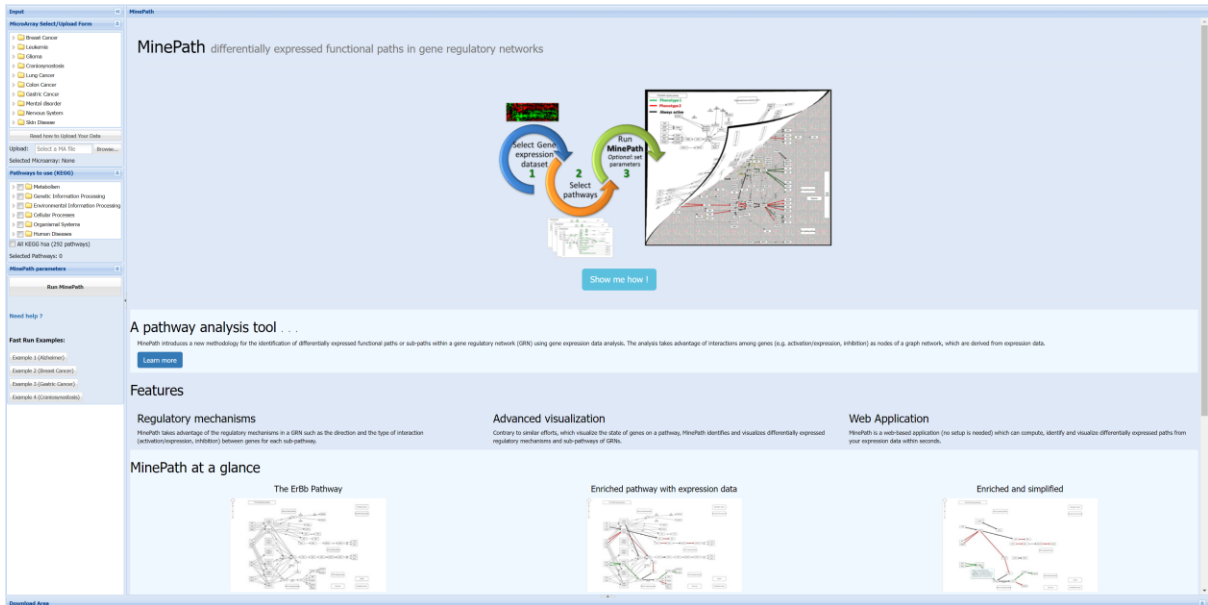 Input
MicroArray Select/Upload Form
Breast Cancer
Leukemia
Glioma
Craniosynostosis
Lung Cancer
Colon Cancer
Gastric Cancer
Mental disorder
Nervous System
Skin Disease
Read how to Upload Your Data
Upload: Select a MA file Browse...
Selected Microarray: None
Pathways to use (KEGG)
Metabolism
Genetic Information Processing
Environmental Information Processing
Cellular Processes
Organismal Systems
Human Diseases
All KEGG hsa (292 pathways)
Selected Pathways: 0
MinePath parameters
Run MinePath
Need help ?
Fast Run Examples:
Example 1 (Alzheimer)
Example 2 (Breast Cancer)
Example 3 (Gastric Cancer)
Example 4 (Craniosynostosis)
MinePath
MinePath differentially expressed functional paths in gene regulatory networks
Select Gene
expression
dataset
1
2
Select
pathways
Run
MinePath
Optional: set
parameters
3
Phenotype1
Phenotype2
Always active
Show me how !
A pathway analysis tool . . .
MinePath introduces a new methodology for the identification of differentially expressed functional paths or sub-paths within a gene regulatory network (GRN) using gene expression data analysis. The analysis takes advantage of interactions among genes (e.g. activation/expression, inhibition) as nodes of a graph network, which are derived from expression data.
Learn more
Features
Regulatory mechanisms
MinePath takes advantage of the regulatory mechanisms in a GRN such as the direction and the type of interaction
(activation/expression, inhibition) between genes for each sub-pathway.
Advanced visualization
Contrary to similar efforts, which visualize the state of genes on a pathway, MinePath identifies and visualizes differentially expressed
regulatory mechanisms and sub-pathways of GRNs.
Web Application
MinePath is a web-based application (no setup is needed) which can compute, identify and visualize differentially expressed paths from
your expression data within seconds.
MinePath at a glance
The ErBb Pathway
Enriched pathway with expression data
Enriched and simplified
Download Area